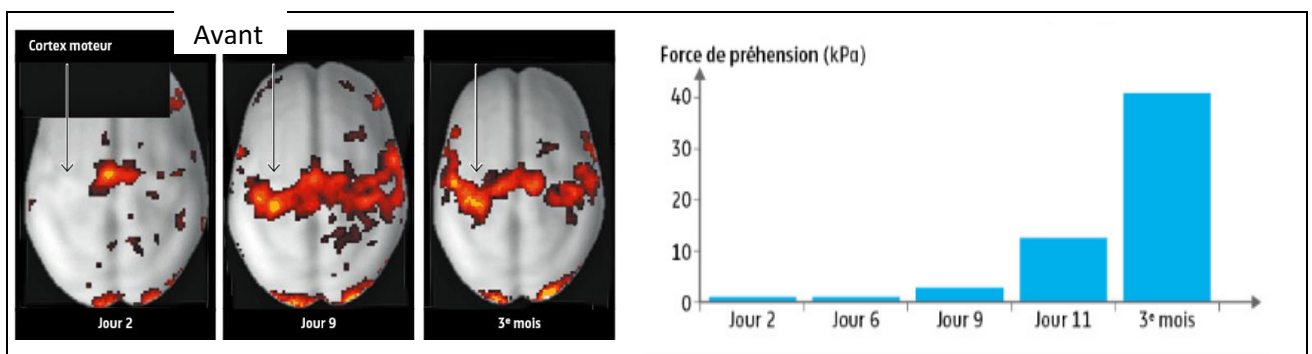 Avant
Cortex moteur
Jour 2
Jour 9
3e mois
Force de préhension (kPa)
40
30
20
10
0
Jour 2
Jour 6
Jour 9
Jour 11
3e mois